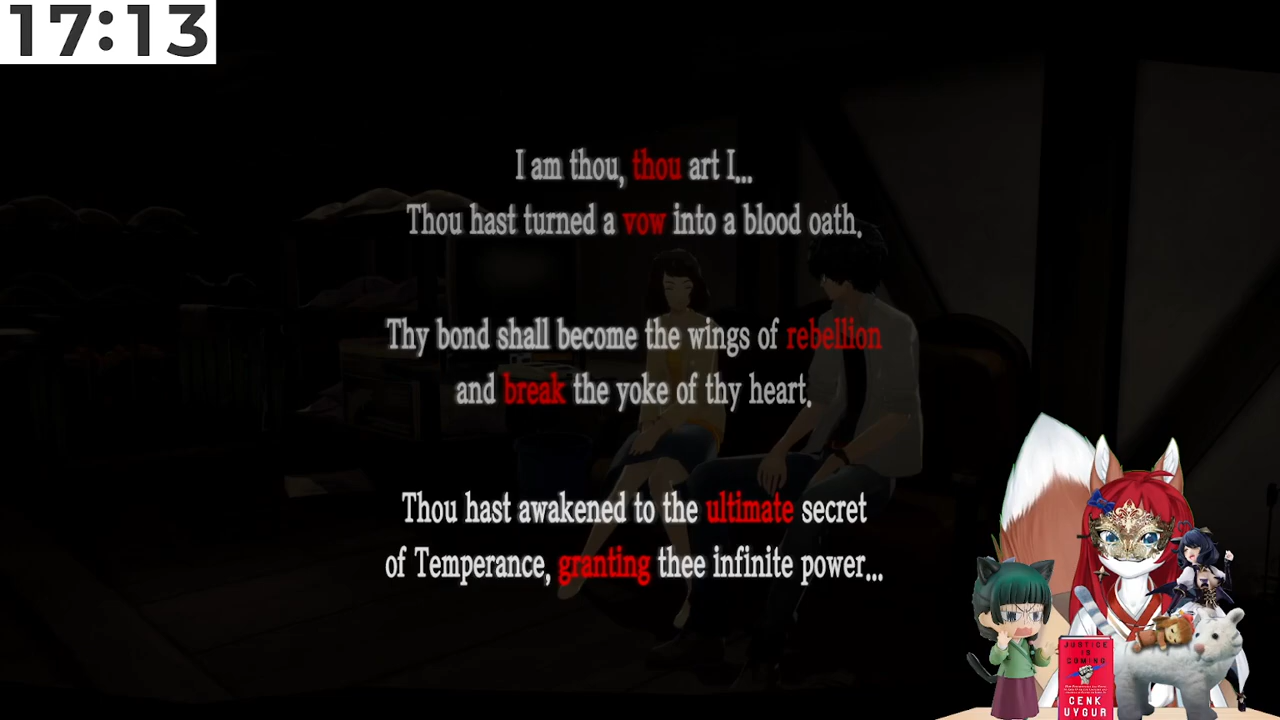 17:13
I am thou, thou art I...
Thou hast turned a vow into a blood oath.
Thy bond shall become the wings of rebellion
and break the yoke of thy heart.
Thou hast awakened to the ultimate secret
of Temperance, granting thee infinite power...
JUSTICE
IS
COMING
CENK
UYGUR